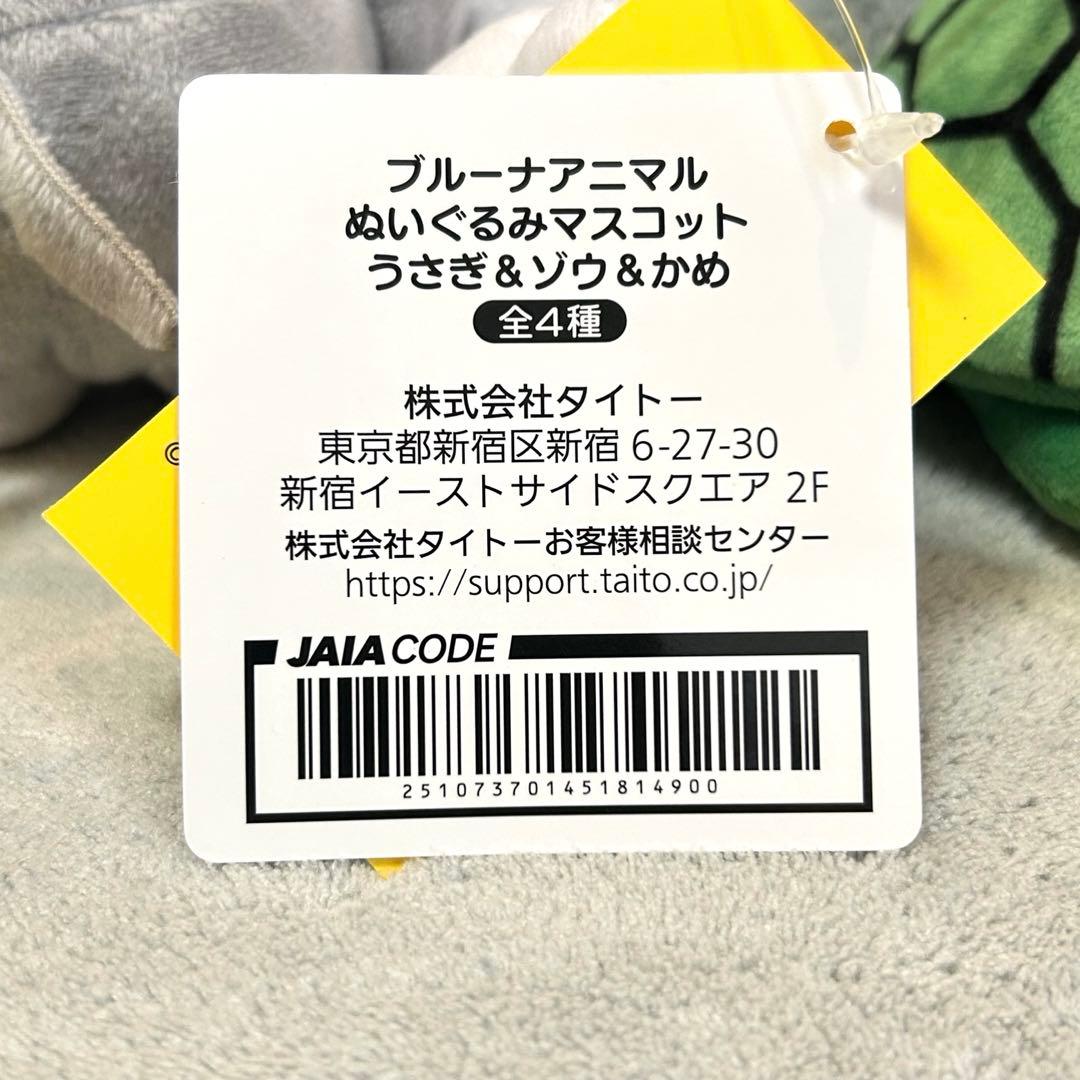 ブルーナアニマル
ぬいぐるみマスコット
うさぎ&ゾウ&かめ
全4種
株式会社タイトー
東京都新宿区新宿 6-27-30
新宿イーストサイドスクエア 2F
株式会社タイトーお客様相談センター
https://support.taito.co.jp/
©
JAIA CODE
251073701451814900